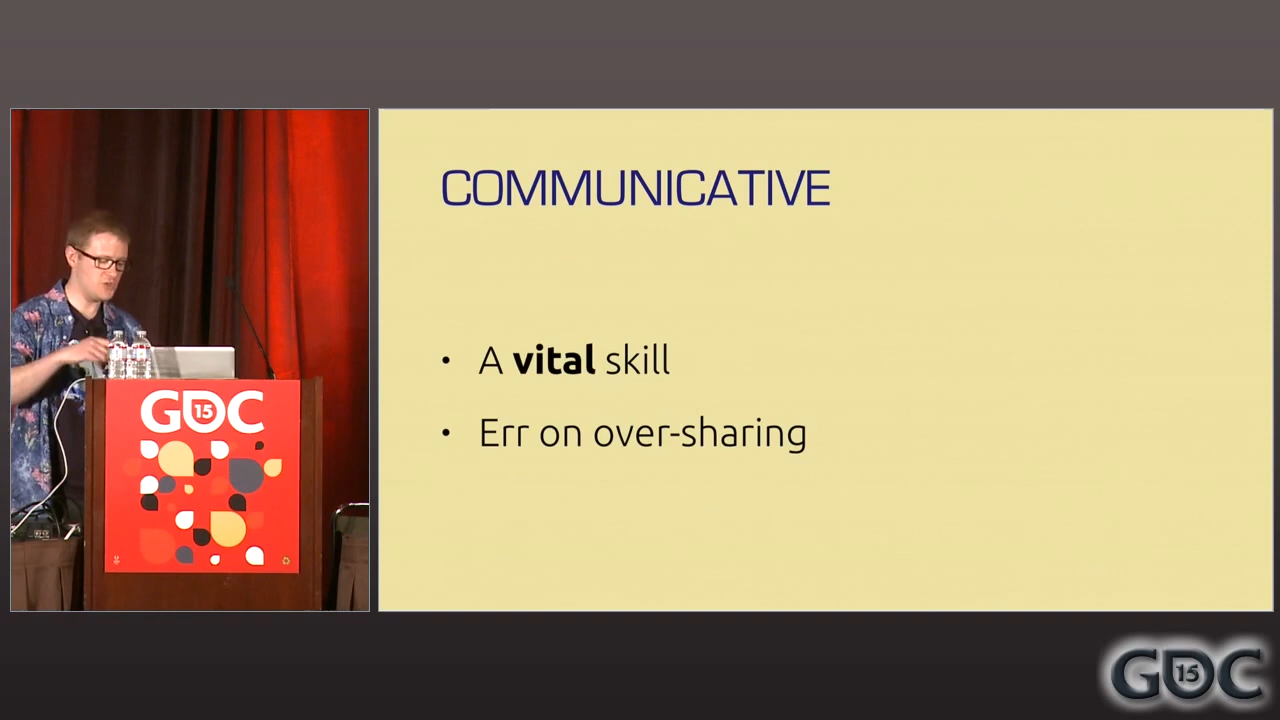 COMMUNICATIVE
• A vital skill
• Err on over-sharing
GDC
15
GDC
15